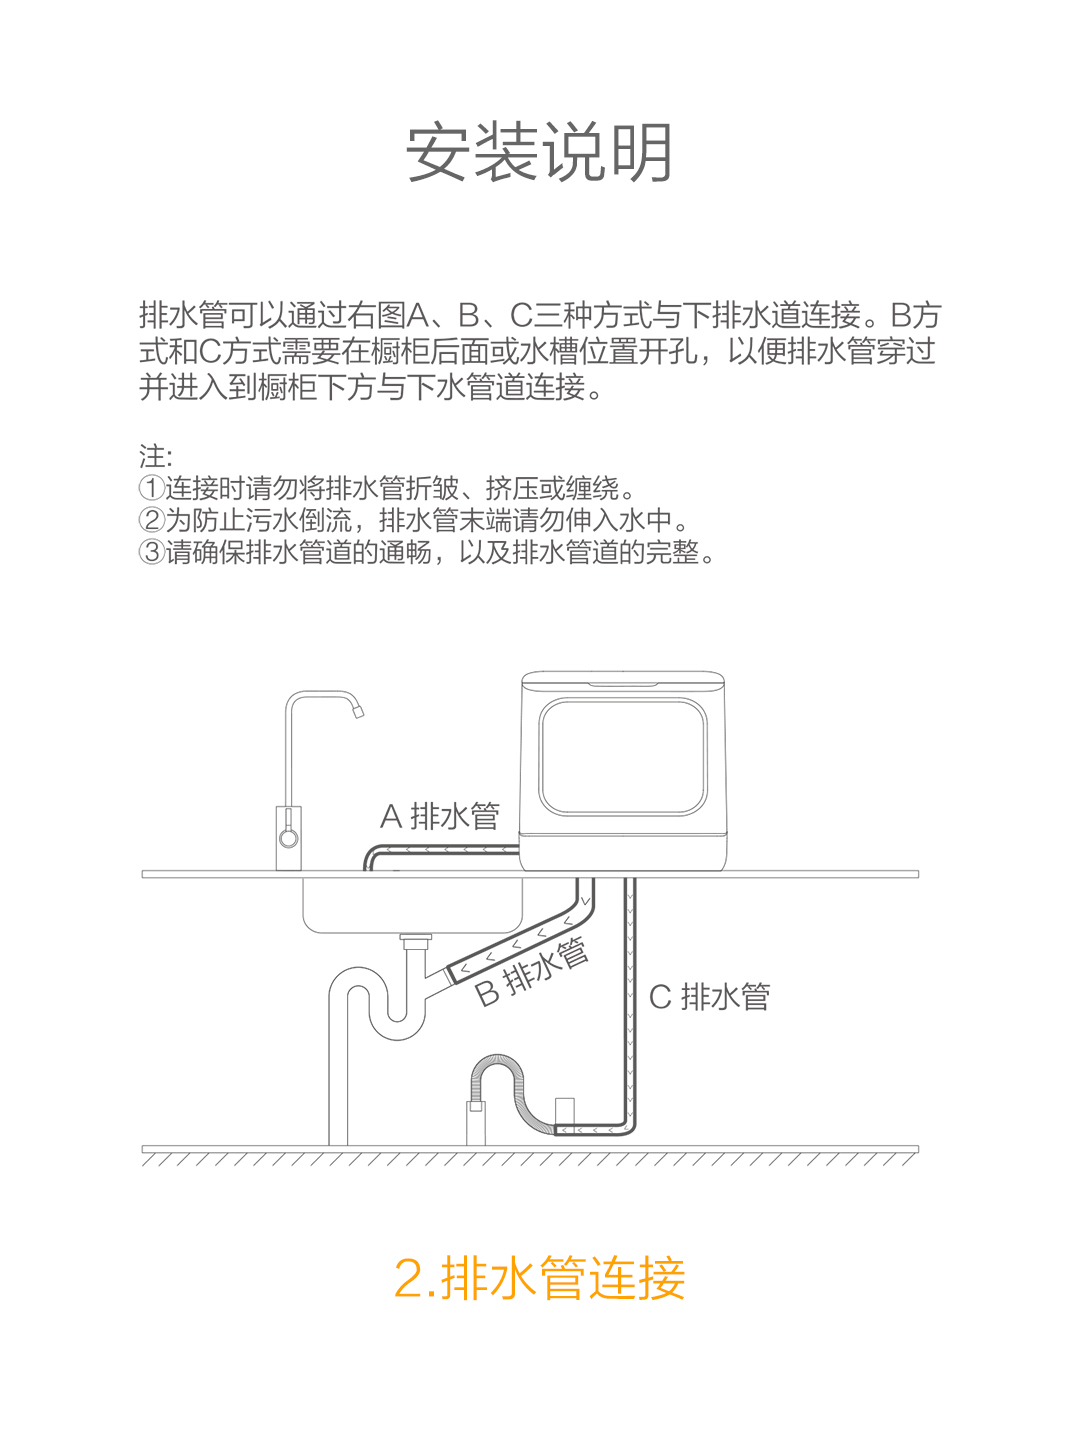 安装说明
排水管可以通过右图A、B、C三种方式与下排水道连接。B方
式和C方式需要在橱柜后面或水槽位置开孔，以便排水管穿过
并进入到橱柜下方与下水管道连接。
注:
①连接时请勿将排水管折皱、挤压或缠绕。
②为防止污水倒流，排水管末端请勿伸入水中。
③请确保排水管道的通畅，以及排水管道的完整。
A 排水管
B 排水管
C 排水管
2.排水管连接